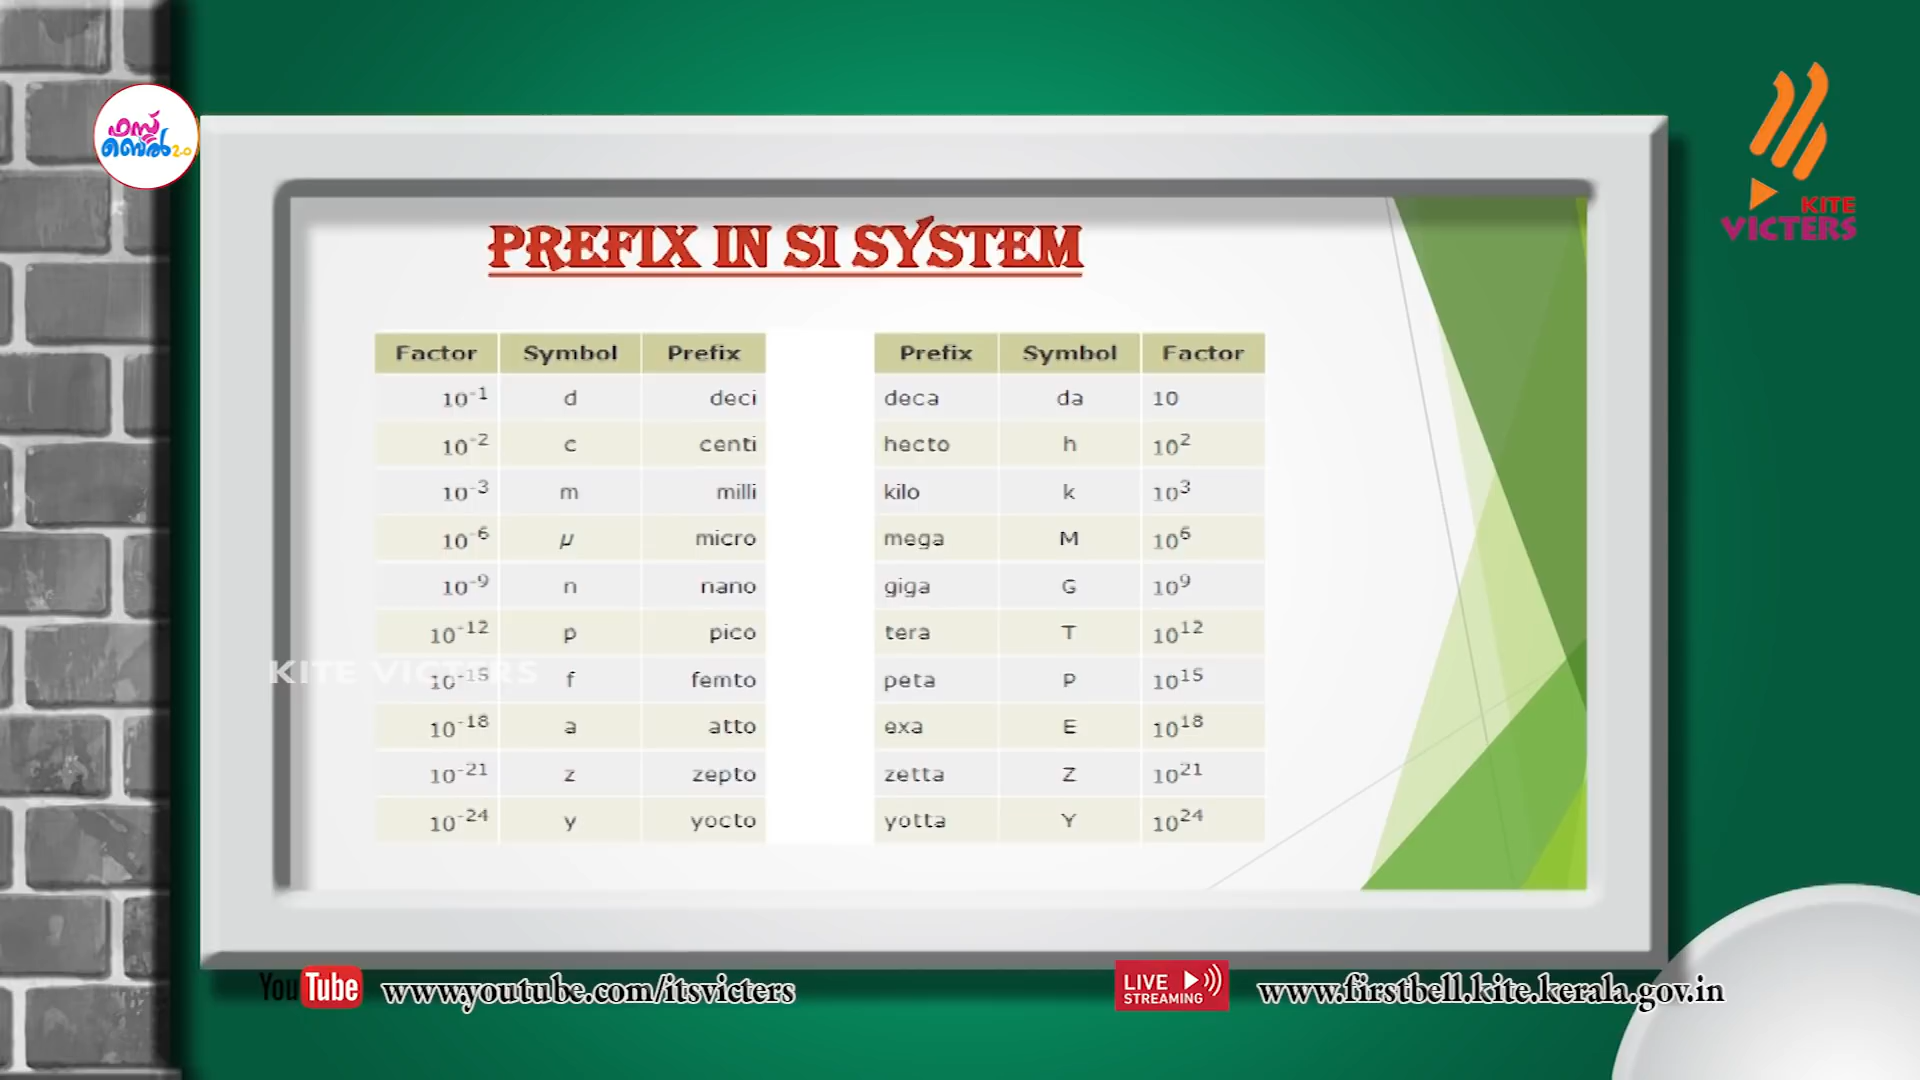 ഫസ്റ്റ്
ബെൽ 2.0
KITE
VICTERS
PREFIX IN SI SYSTEM
Factor Symbol Prefix Prefix Symbol Factor
10⁻¹ d deci deca da 10
10⁻² c centi hecto h 10²
10⁻³ m milli kilo k 10³
10⁻⁶ µ micro mega M 10⁶
10⁻⁹ n nano giga G 10⁹
10⁻¹² p pico tera T 10¹²
KITE VICTERS
10⁻¹⁵ f femto peta P 10¹⁵
10⁻¹⁸ a atto exa E 10¹⁸
10⁻²¹ z zepto zetta Z 10²¹
10⁻²⁴ y yocto yotta Y 10²⁴
YouTube www.youtube.com/itsvicters
LIVE
STREAMING
www.firstbell.kite.kerala.gov.in